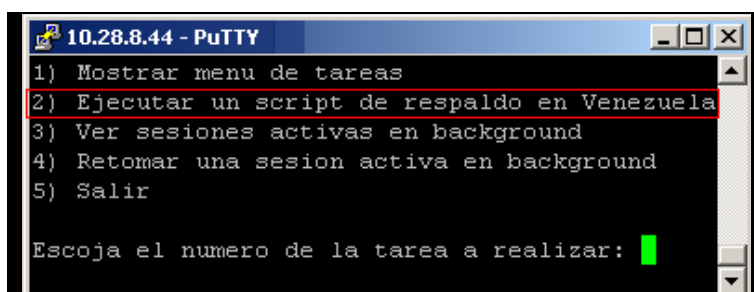 10.28.8.44 - PuTTY
1) Mostrar menu de tareas
2) Ejecutar un script de respaldo en Venezuela
3) Ver sesiones activas en background
4) Retomar una sesion activa en background
5) Salir
Escoja el numero de la tarea a realizar: